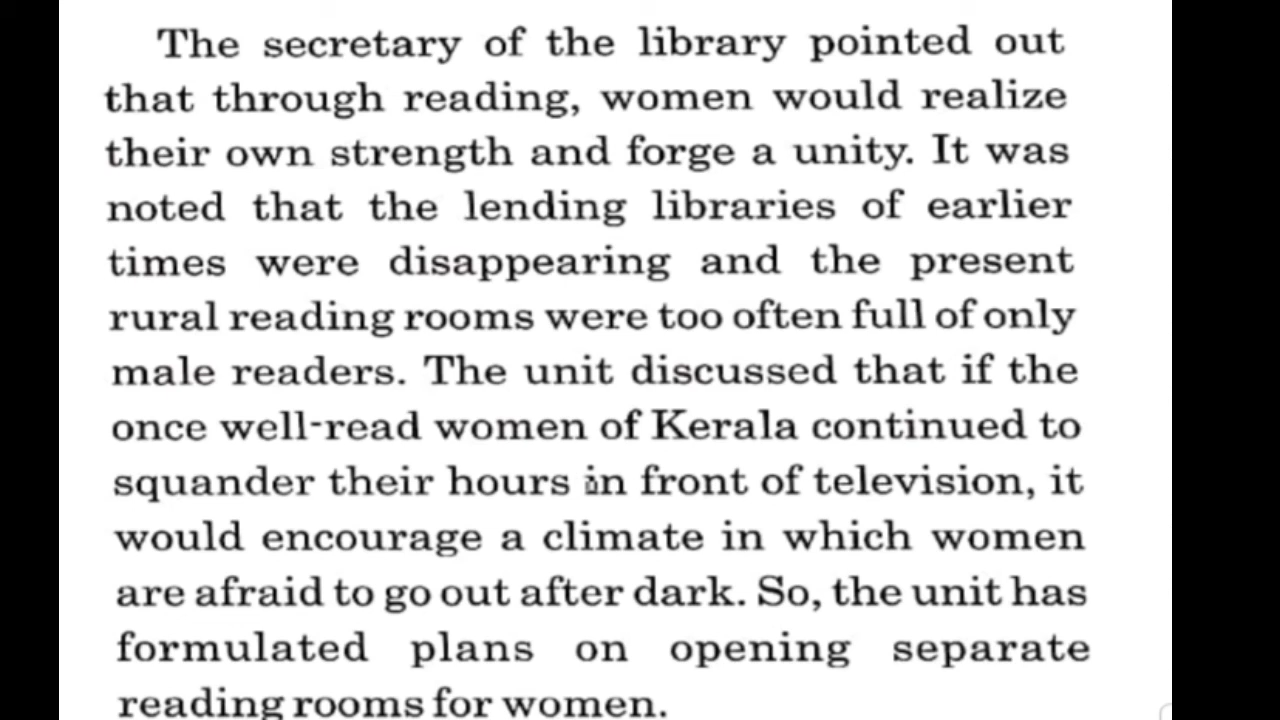 The secretary of the library pointed out
that through reading, women would realize
their own strength and forge a unity. It was
noted that the lending libraries of earlier
times were disappearing and the present
rural reading rooms were too often full of only
male readers. The unit discussed that if the
once well-read women of Kerala continued to
squander their hours in front of television, it
would encourage a climate in which women
are afraid to go out after dark. So, the unit has
formulated plans on opening separate
reading rooms for women.